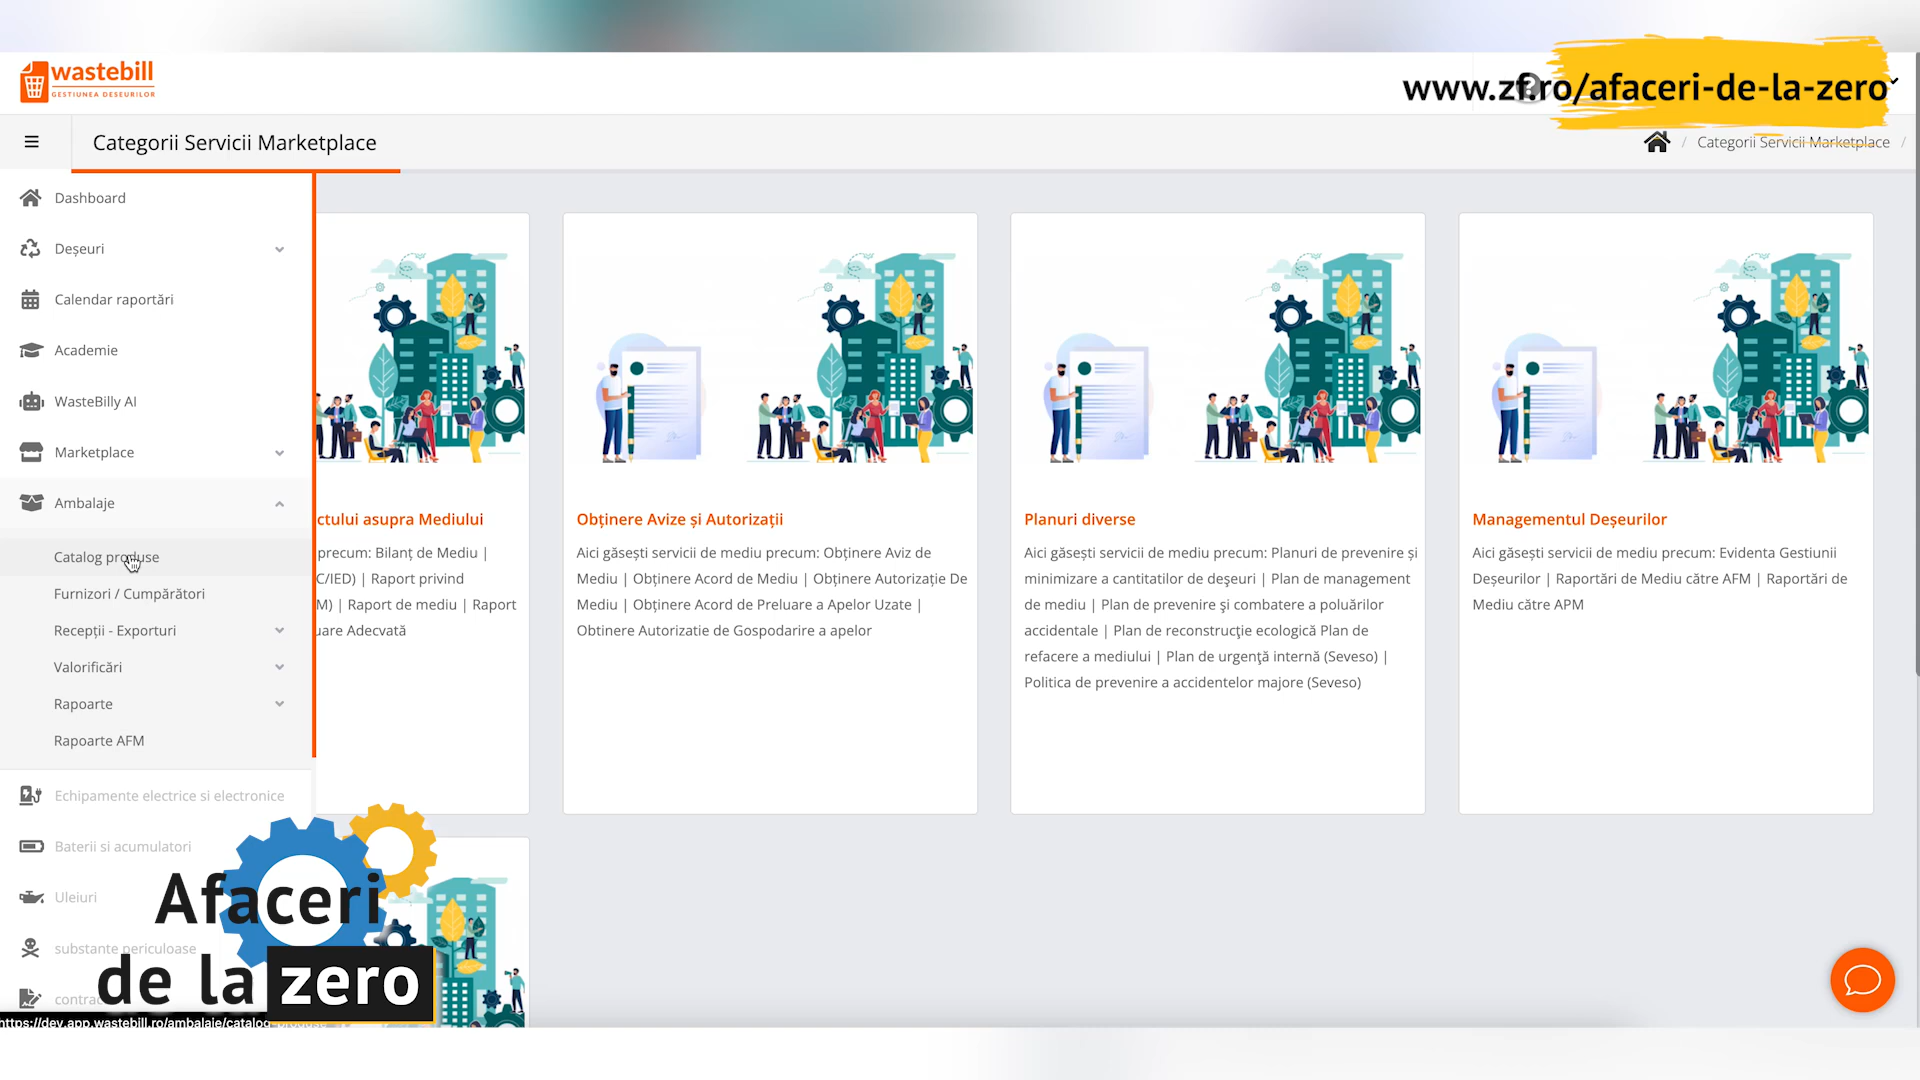 wastebill
GESTIUNEA DESEURILOR
www.zf.ro/afaceri-de-la-zero
Categorii Servicii Marketplace
/ Categorii Servicii Marketplace /
Dashboard
Deșeuri
Calendar raportări
Academie
WasteBilly AI
Marketplace
Ambalaje
Catalog produse
Furnizori / Cumpărători
Recepții - Exporturi
Valorificări
Rapoarte
Rapoarte AFM
Echipamente electrice si electronice
Baterii si acumulatori
Uleiuri
substante periculoase
ctului asupra Mediului
precum: Bilanț de Mediu |
C/IED) | Raport privind
M) | Raport de mediu | Raport
uare Adecvată
Obținere Avize și Autorizații
Aici găsești servicii de mediu precum: Obținere Aviz de
Mediu | Obținere Acord de Mediu | Obținere Autorizație De
Mediu | Obținere Acord de Preluare a Apelor Uzate |
Obtinere Autorizatie de Gospodarire a apelor
Planuri diverse
Aici găsești servicii de mediu precum: Planuri de prevenire și
minimizare a cantitatilor de deșeuri | Plan de management
de mediu | Plan de prevenire şi combatere a poluărilor
accidentale | Plan de reconstrucţie ecologică Plan de
refacere a mediului | Plan de urgenţă internă (Seveso) |
Politica de prevenire a accidentelor majore (Seveso)
Managementul Deșeurilor
Aici găsești servicii de mediu precum: Evidenta Gestiunii
Deșeurilor | Raportări de Mediu către AFM | Raportări de
Mediu către APM
Afaceri
de la zero
https://dev.app.wastebill.ro/ambalaje/catalog-produse